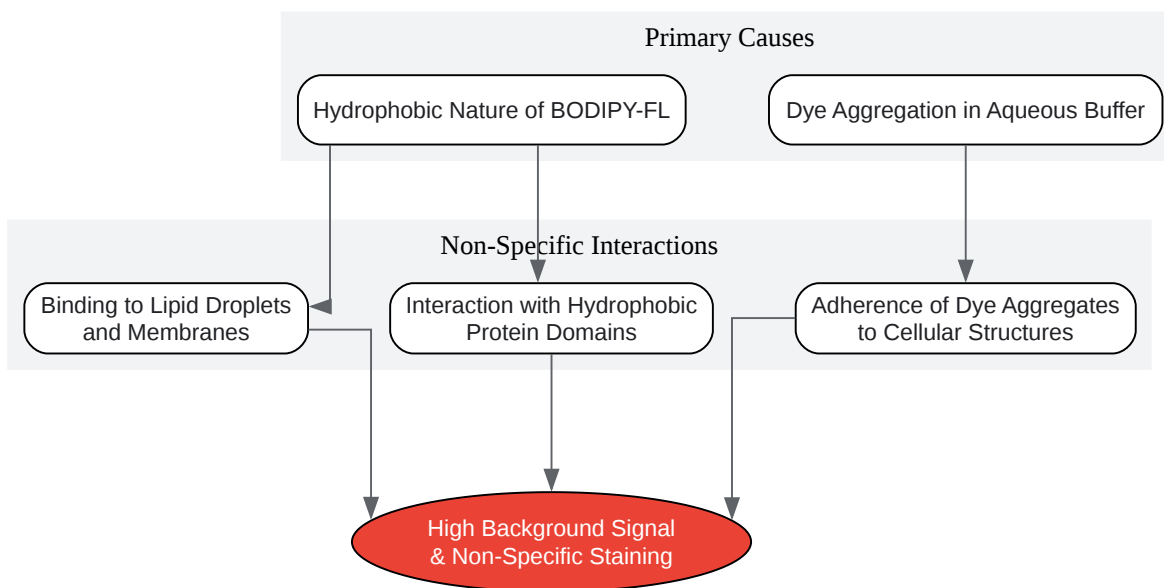 Primary Causes
Hydrophobic Nature of BODIPY-FL
Dye Aggregation in Aqueous Buffer
Non-Specific Interactions
Binding to Lipid Droplets
and Membranes
Interaction with Hydrophobic
Protein Domains
Adherence of Dye Aggregates
to Cellular Structures
High Background Signal
& Non-Specific Staining